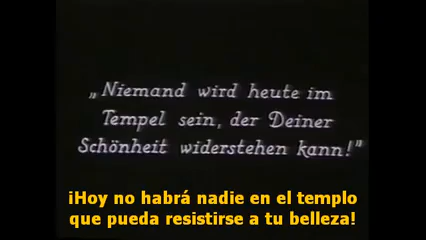 „Niemand wird heute im
Tempel sein, der Deiner
Schönheit widerstehen kann!"
¡Hoy no habrá nadie en el templo
que pueda resistirse a tu belleza!